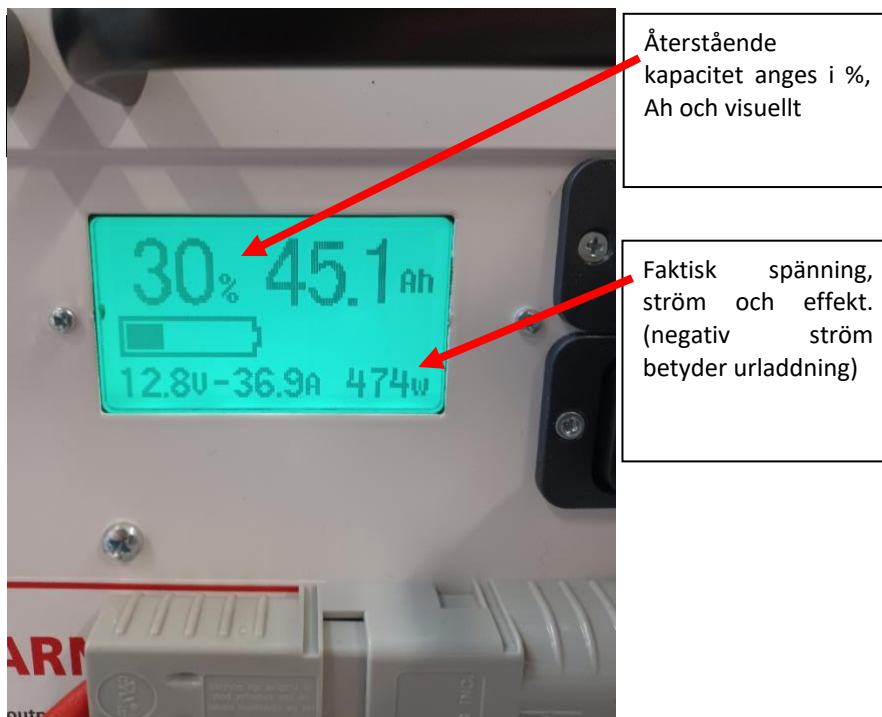 Återstående
kapacitet anges i %,
Ah och visuellt
30% 45.1Ah
Faktisk spänning,
ström och effekt.
(negativ ström
betyder urladdning)
12.8V-36.9A 474w
INC.